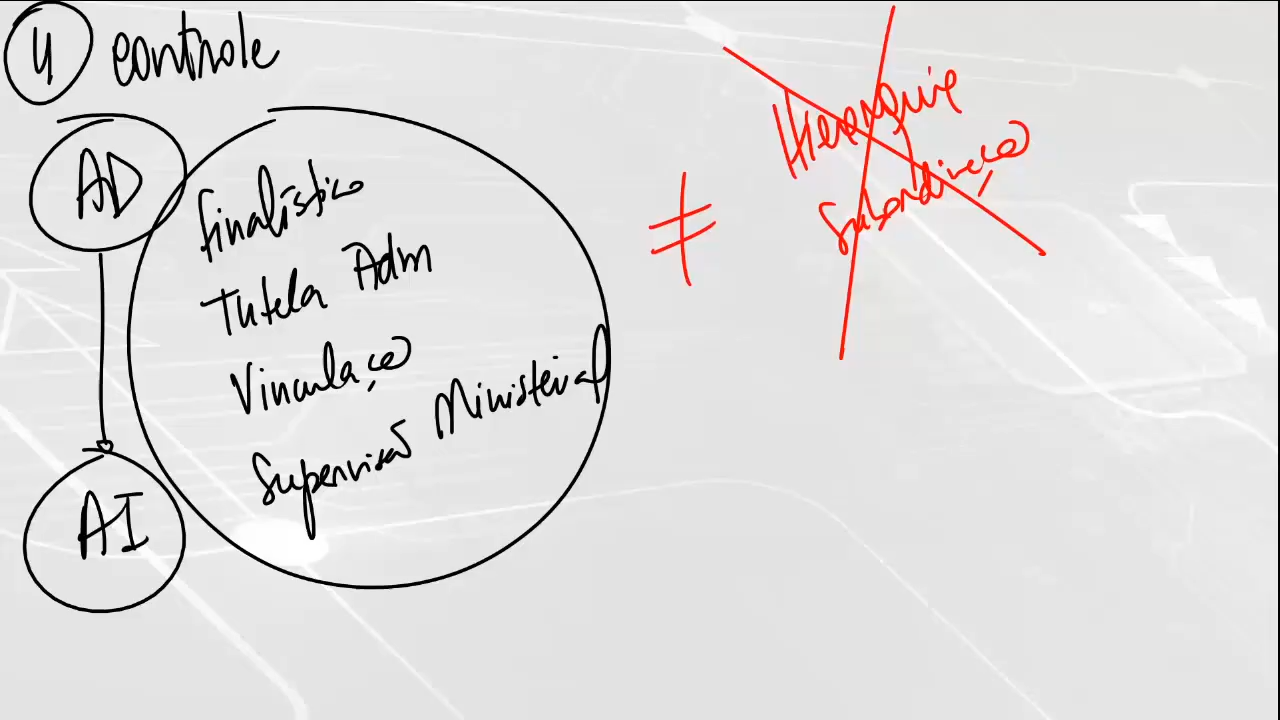 4 controle
AD
finalístico
Tutela Adm
Vinculação
Supervisão Ministerial
AI
≠
Hierarquia
Subordinação